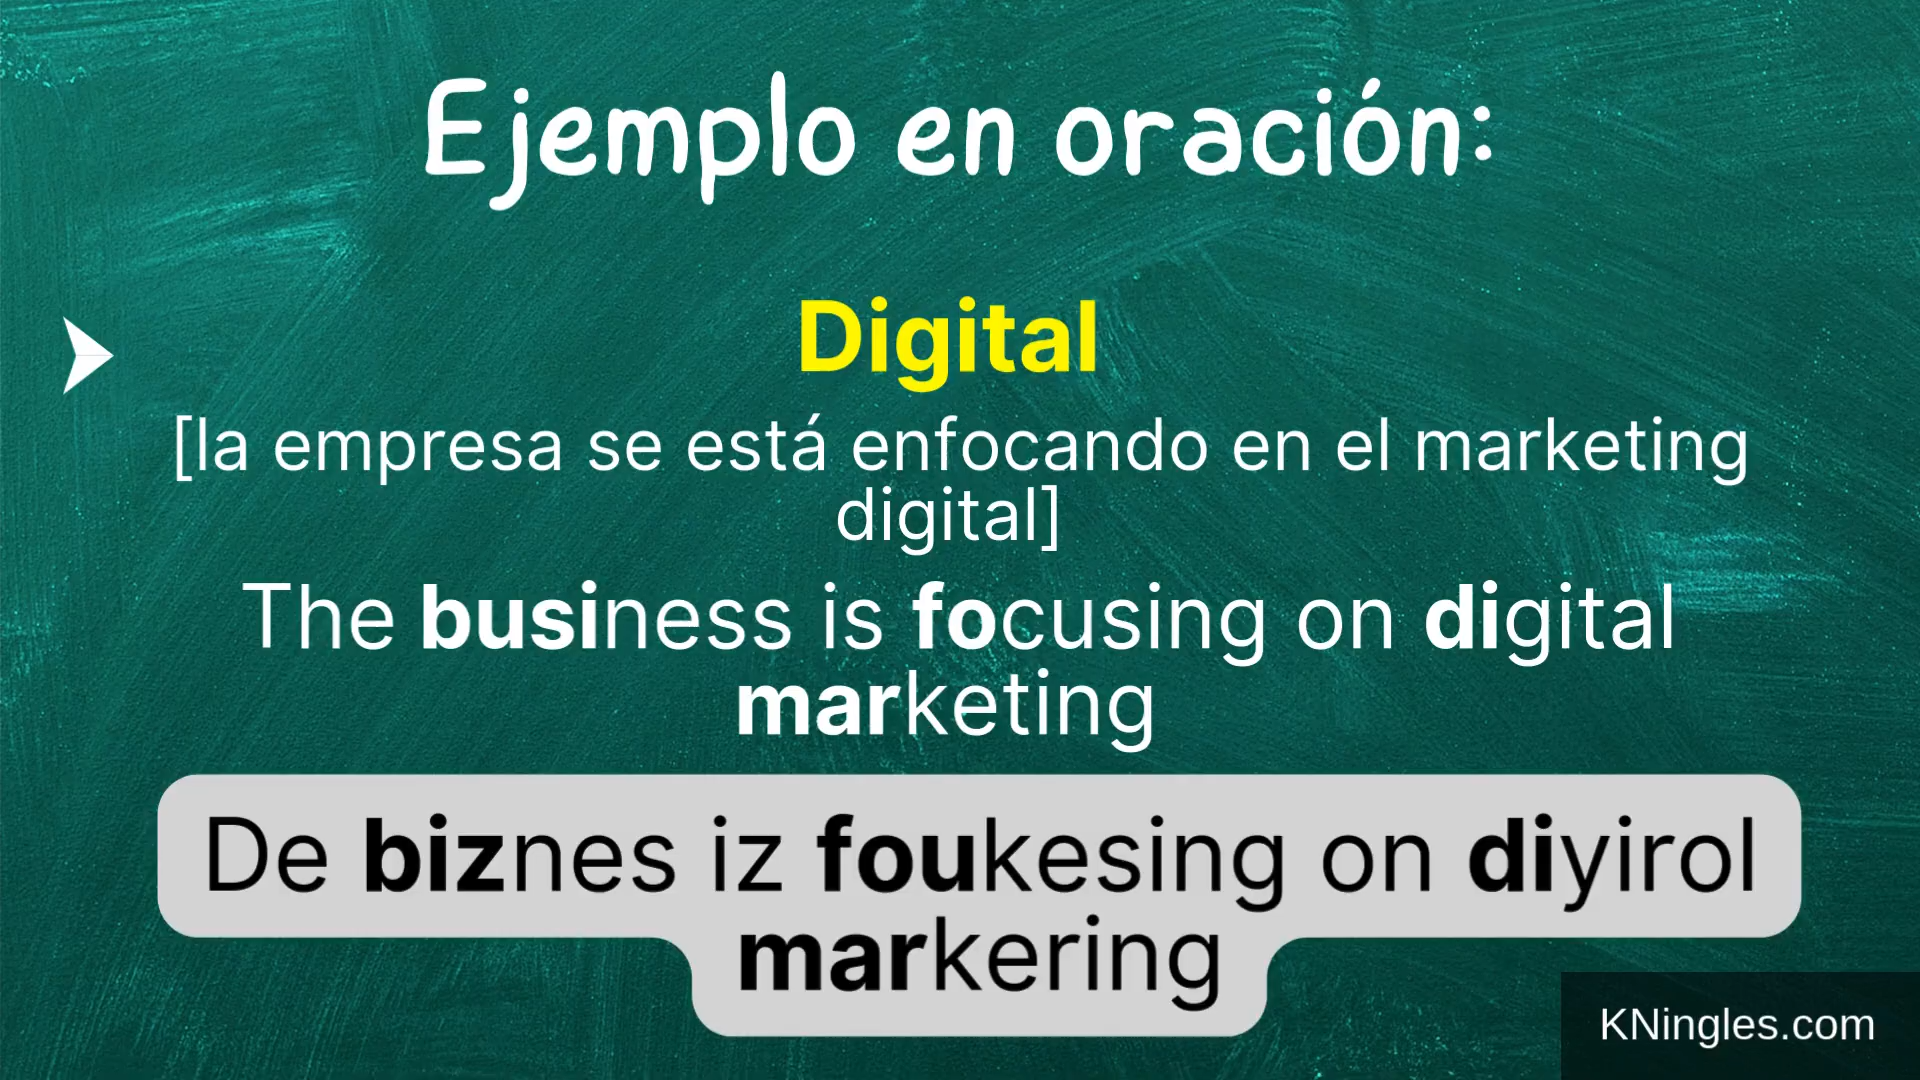 Ejemplo en oración:
Digital
[la empresa se está enfocando en el marketing
digital]
The business is focusing on digital
marketing
De biznes iz foukesing on diyirol
markering
KNingles.com